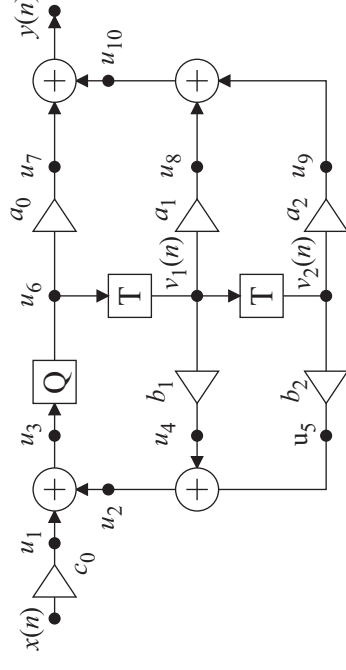 x(n) c₀ u₁ u₃ Q u₆ a₀ u₇ y(n)
u₂ T u₁₀
u₄ b₁ v₁(n) a₁ u₈
T
u₅ b₂ v₂(n) a₂ u₉